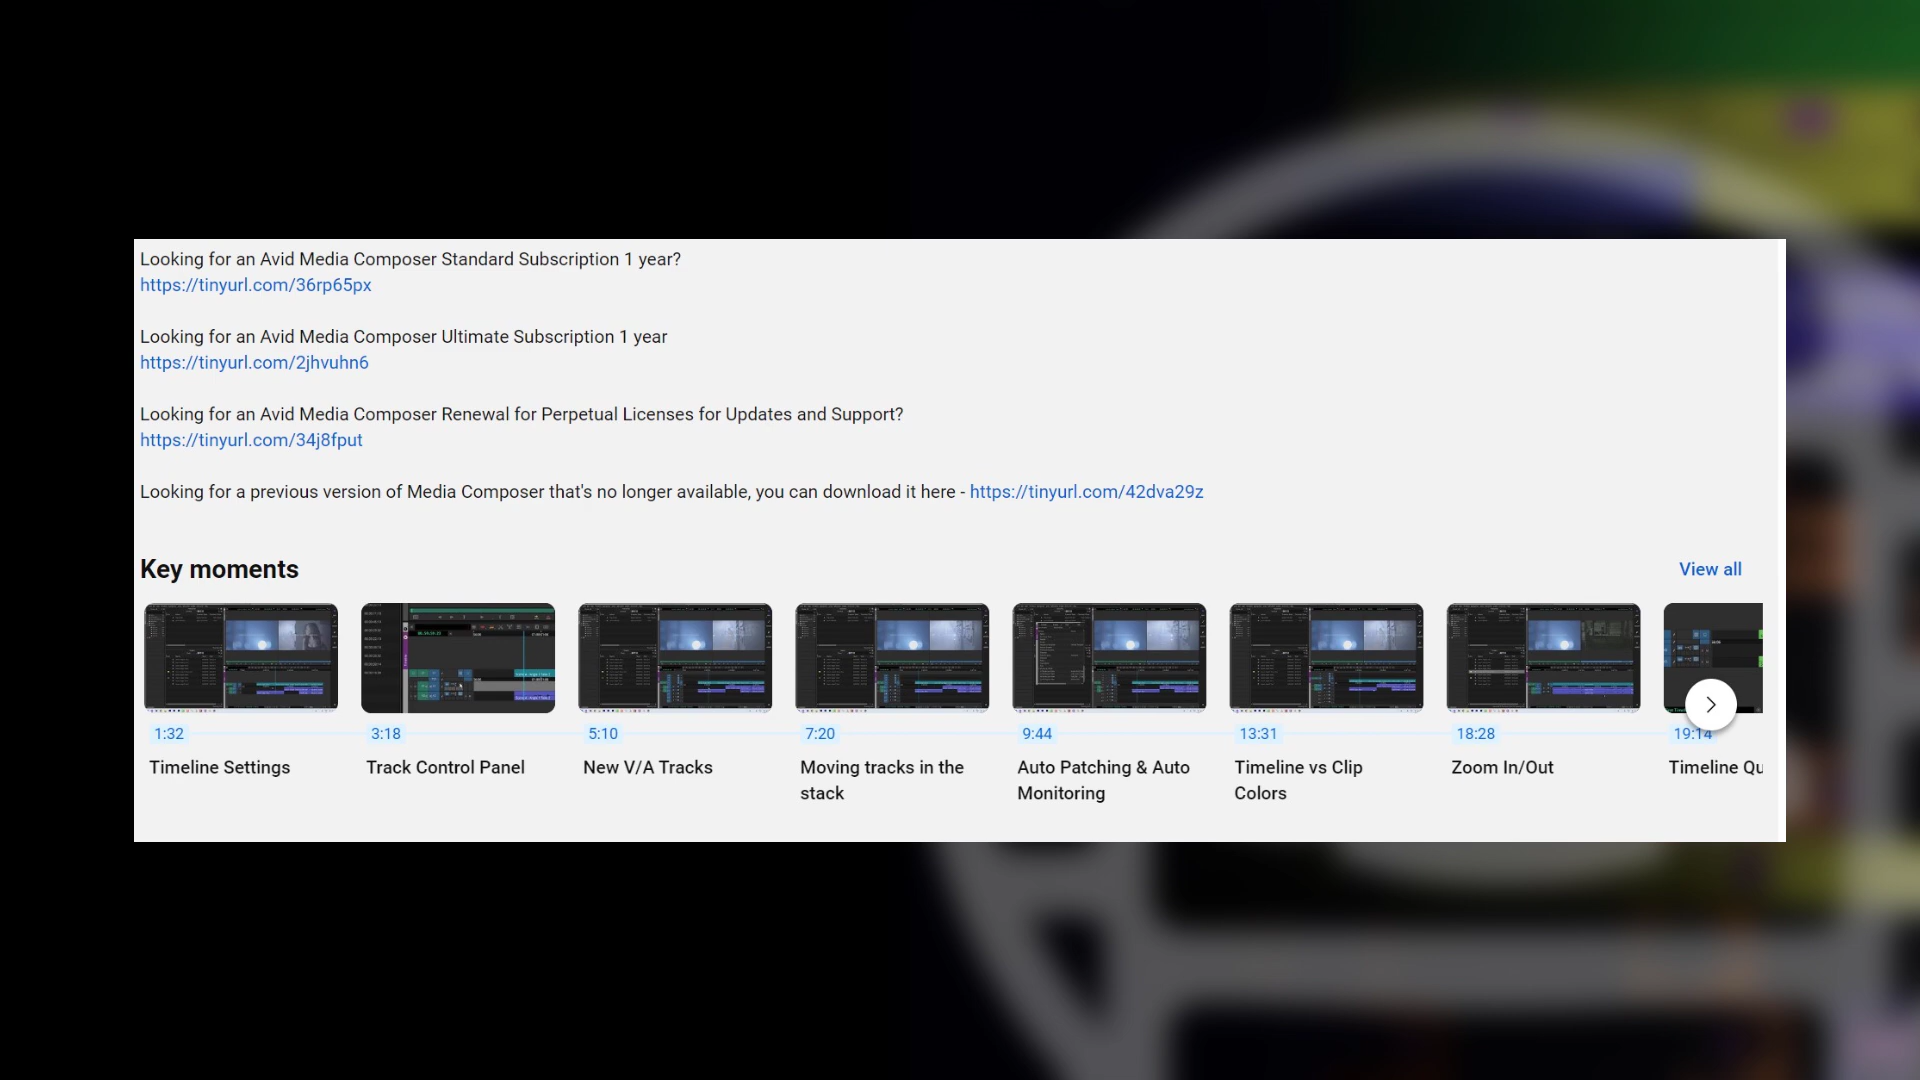 Looking for an Avid Media Composer Standard Subscription 1 year?
https://tinyurl.com/36rp65px
Looking for an Avid Media Composer Ultimate Subscription 1 year
https://tinyurl.com/2jhvuhn6
Looking for an Avid Media Composer Renewal for Perpetual Licenses for Updates and Support?
https://tinyurl.com/34j8fput
Looking for a previous version of Media Composer that's no longer available, you can download it here - https://tinyurl.com/42dva29z
Key moments
View all
1:32
Timeline Settings
3:18
Track Control Panel
5:10
New V/A Tracks
7:20
Moving tracks in the
stack
9:44
Auto Patching & Auto
Monitoring
13:31
Timeline vs Clip
Colors
18:28
Zoom In/Out
19:14
Timeline Qu